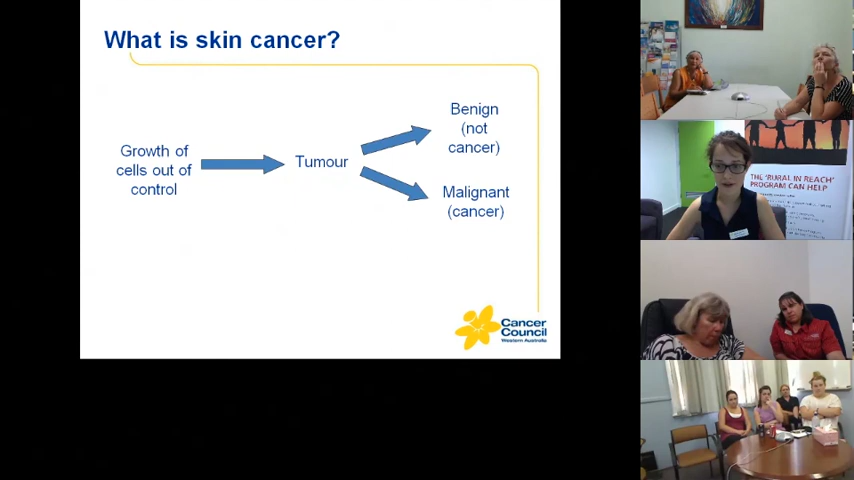 What is skin cancer?
Growth of
cells out of
control
Tumour
Benign
(not
cancer)
Malignant
(cancer)
Cancer
Council
Western Australia
THE 'RURAL IN REACH'
PROGRAM CAN HELP